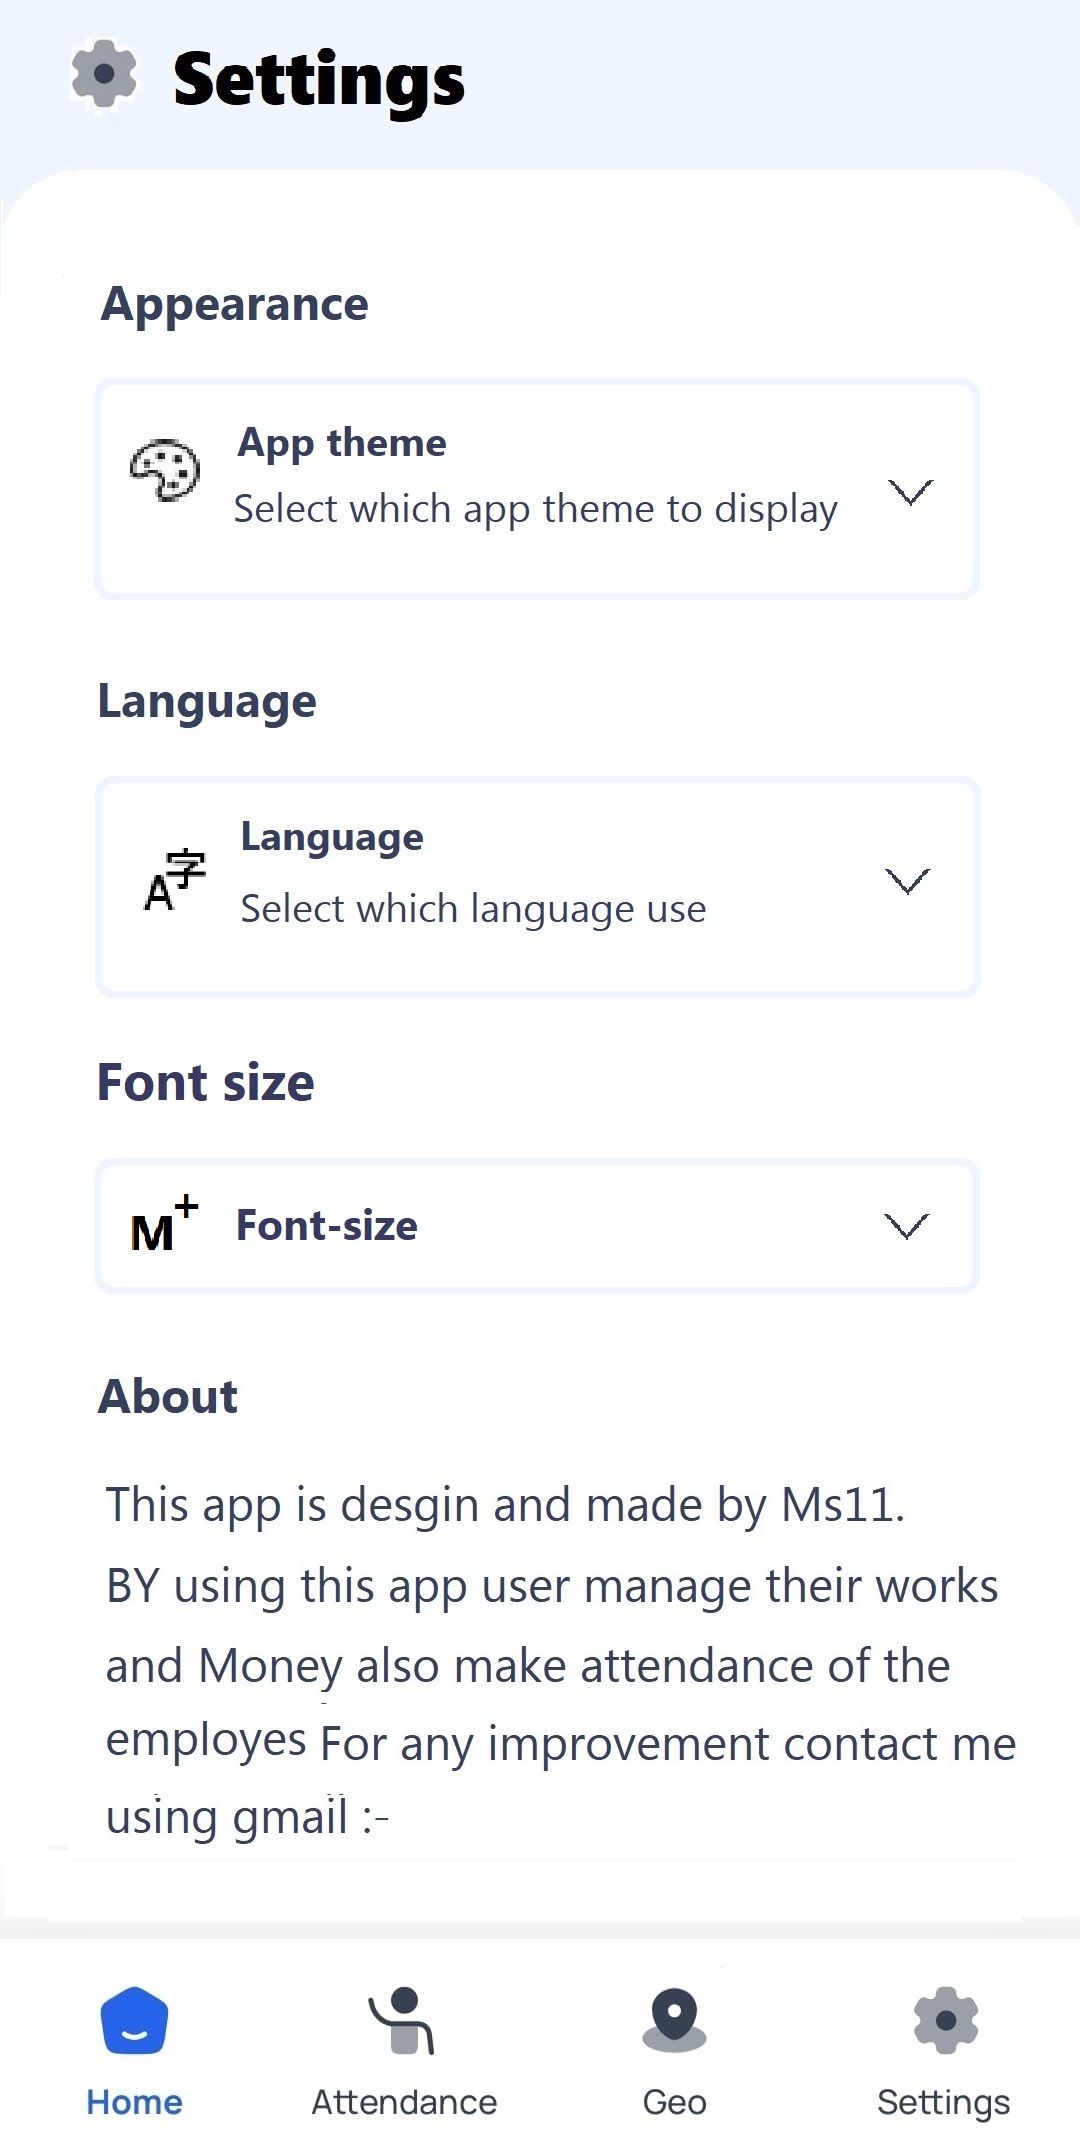 Settings
Appearance
App theme
Select which app theme to display
Language
Language
Select which language use
Font size
Font-size
About
This app is desgin and made by Ms11.
BY using this app user manage their works
and Money also make attendance of the
employes For any improvement contact me
using gmail :-
Home Attendance Geo Settings